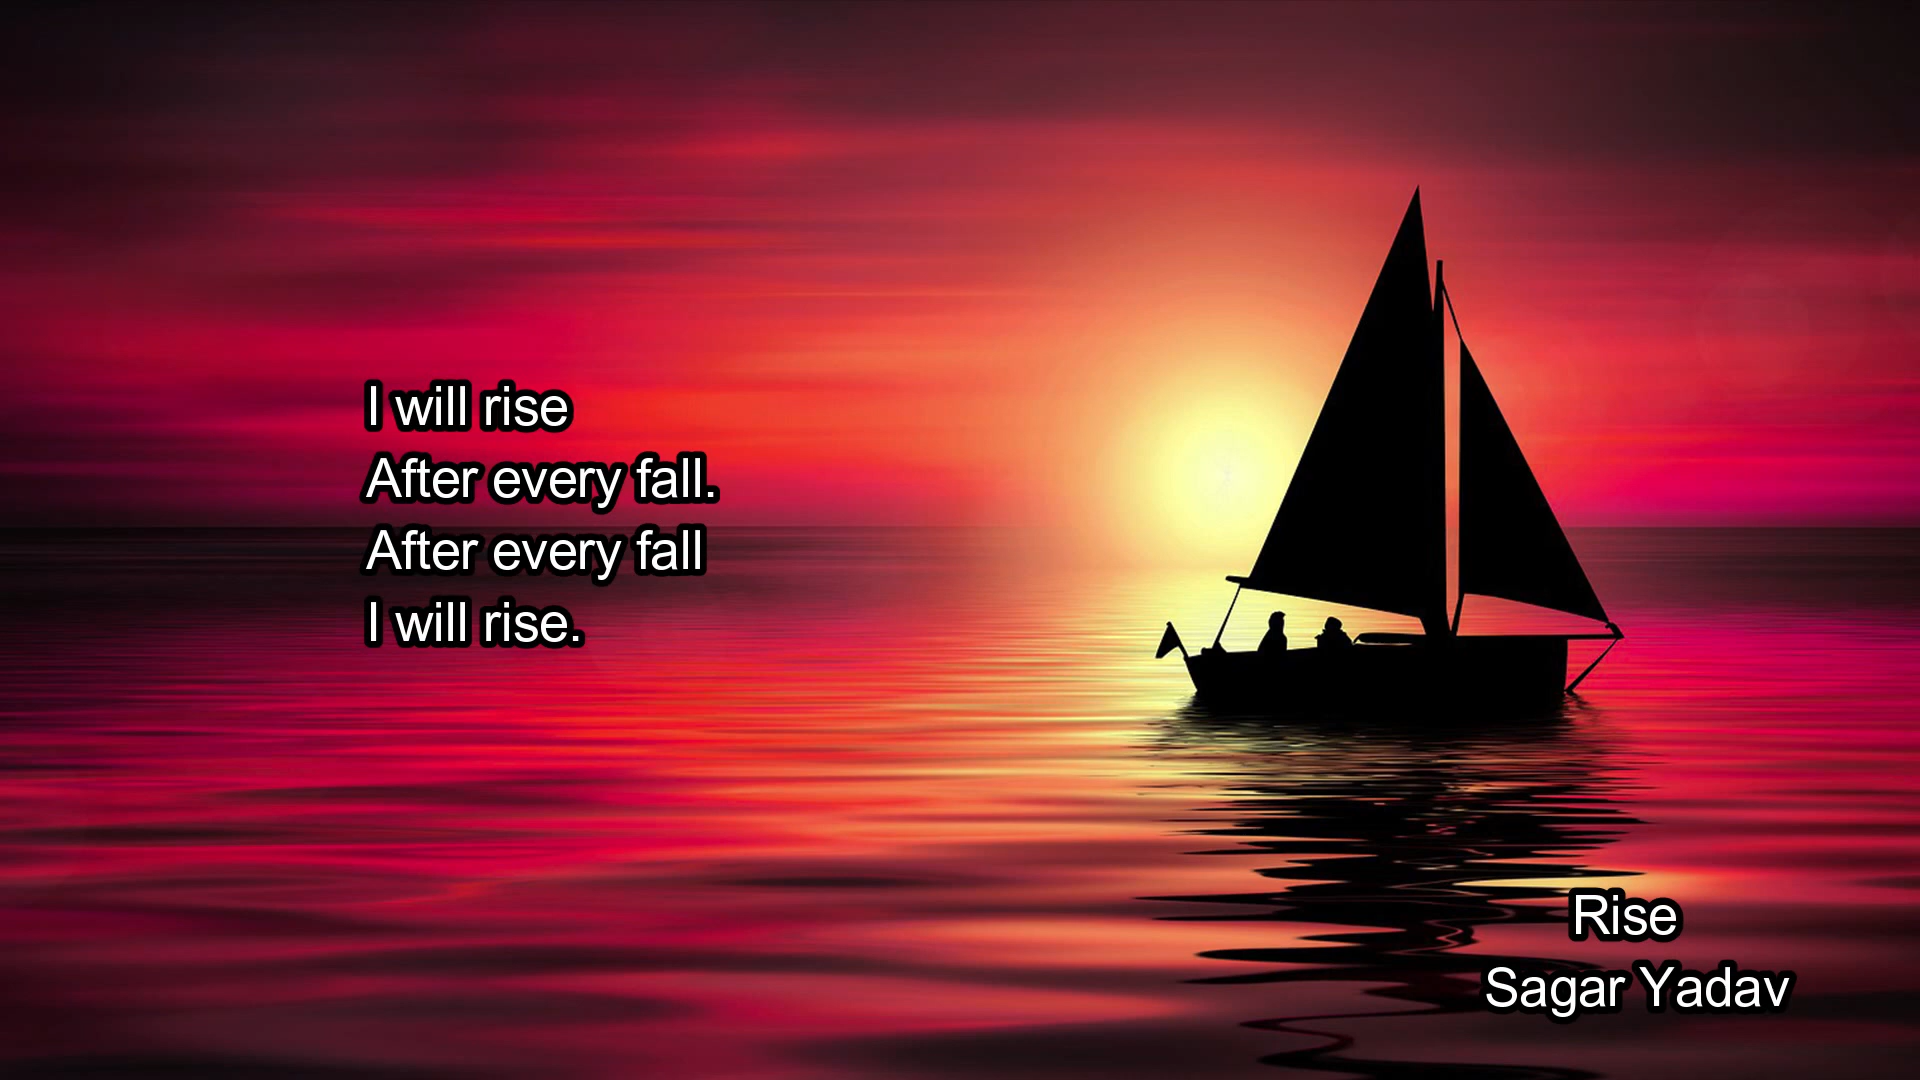 I will rise
After every fall.
After every fall
I will rise.
Rise
Sagar Yadav